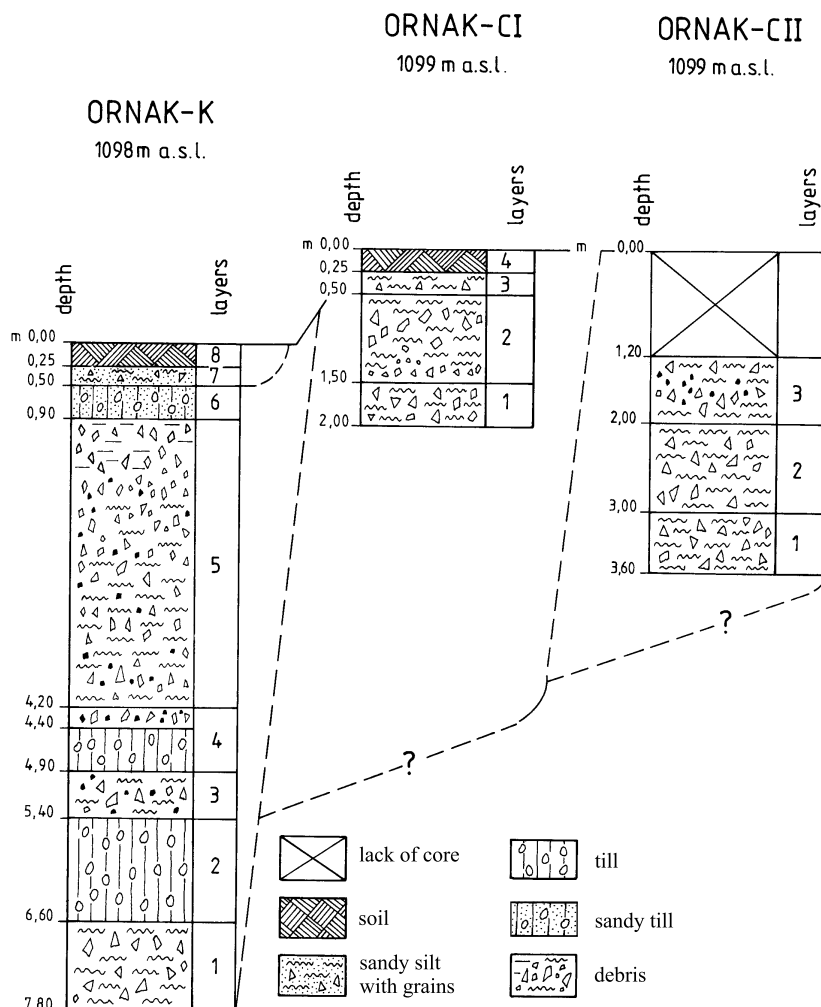 ORNAK-K
1098 m a.s.l.
depth
layers
m 0,00
0,25
0,50
0,90
4,20
4,40
4,90
5,40
6,60
7,80
8
7
6
5
4
3
2
1
ORNAK-CI
1099 m a.s.l.
depth
layers
m 0,00
0,25
0,50
1,50
2,00
4
3
2
1
ORNAK-CII
1099 m a.s.l.
depth
layers
m 0,00
1,20
2,00
3,00
3,60
3
2
1
?
?
lack of core
soil
sandy silt
with grains
till
sandy till
debris